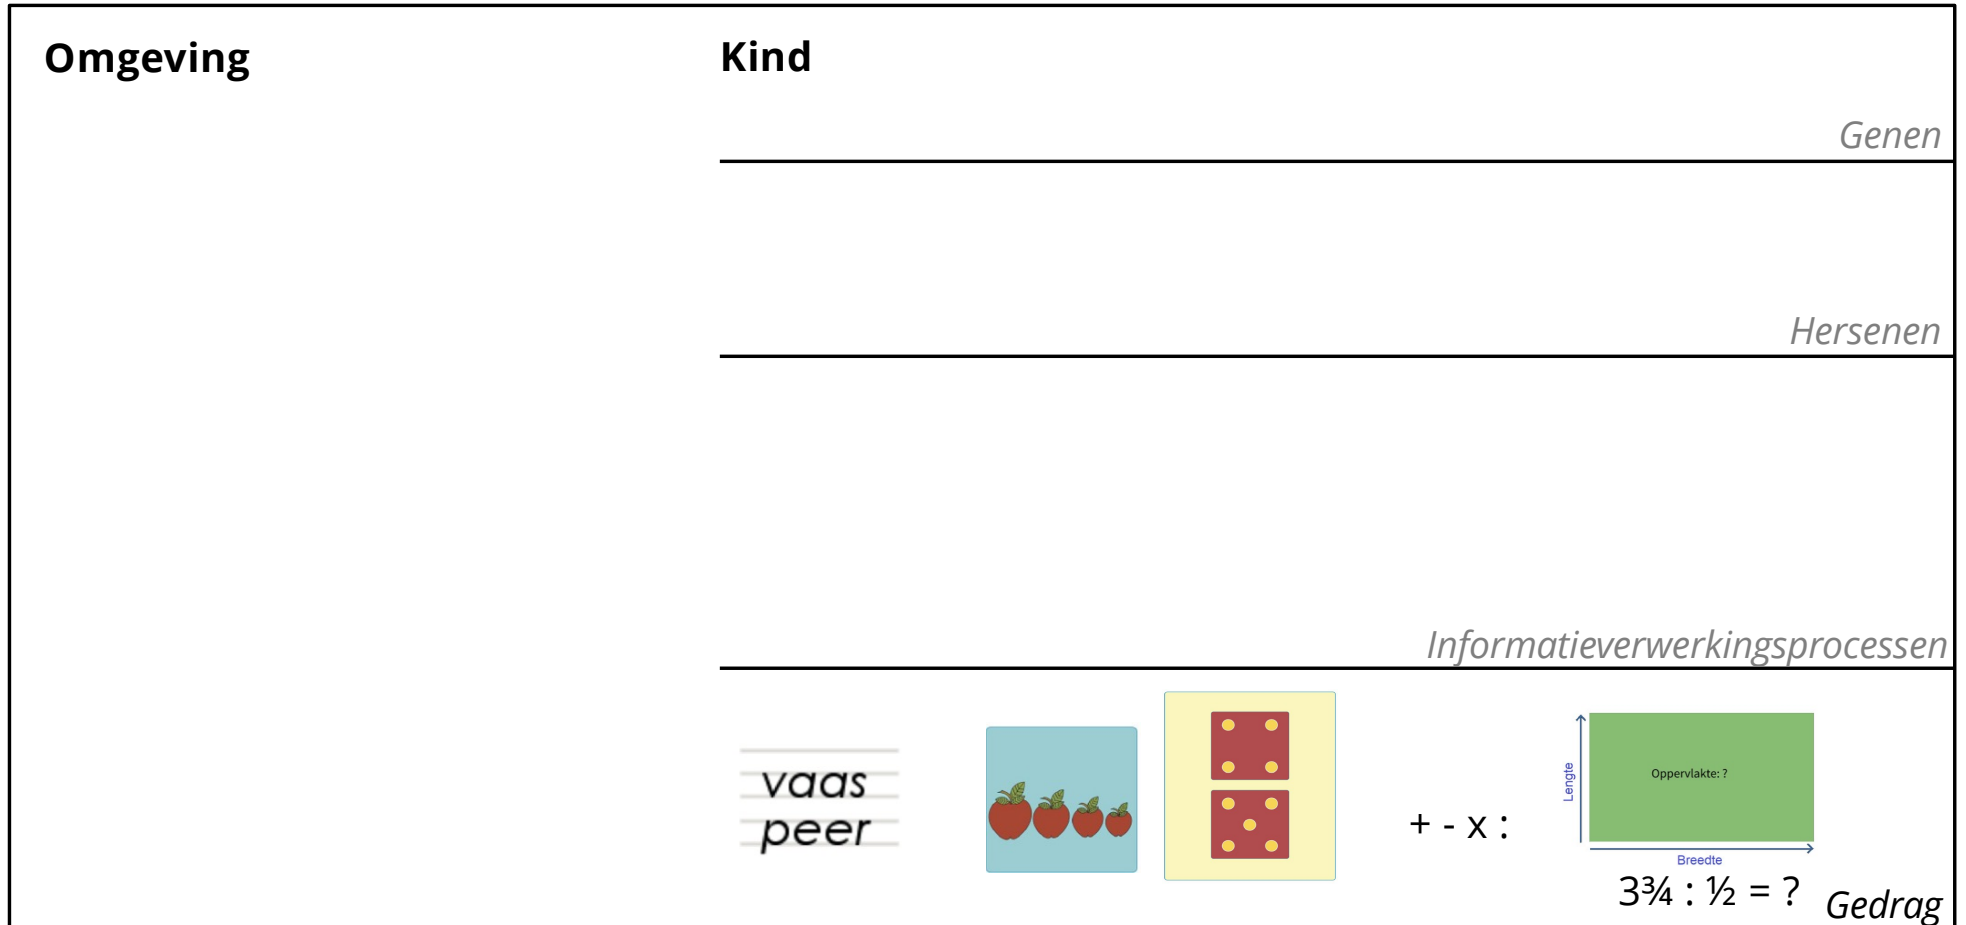 Omgeving
Kind
Genen
Hersenen
Informatieverwerkingsprocessen
vaas
peer
+ - x :
Lengte
Oppervlakte: ?
Breedte
3¾ : ½ = ?
Gedrag